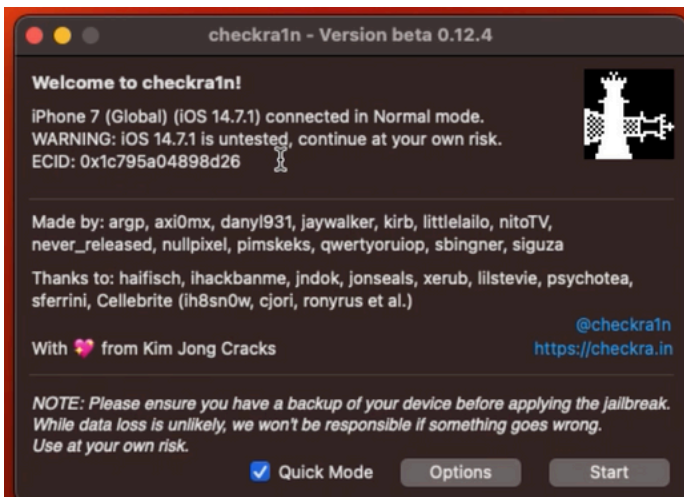 checkra1n - Version beta 0.12.4
Welcome to checkra1n!
iPhone 7 (Global) (iOS 14.7.1) connected in Normal mode.
WARNING: iOS 14.7.1 is untested, continue at your own risk.
ECID: 0x1c795a04898d26
Made by: argp, axi0mx, danyl931, jaywalker, kirb, littlelailo, nitoTV,
never_released, nullpixel, pimskeks, qwertyoruiop, sbingner, siguza
Thanks to: haifisch, ihackbanme, jndok, jonseals, xerub, lilstevie, psychotea,
sferrini, Cellebrite (ih8sn0w, cjori, ronyrus et al.)
@checkra1n
With 💖 from Kim Jong Cracks https://checkra.in
NOTE: Please ensure you have a backup of your device before applying the jailbreak.
While data loss is unlikely, we won't be responsible if something goes wrong.
Use at your own risk.
Quick Mode Options Start